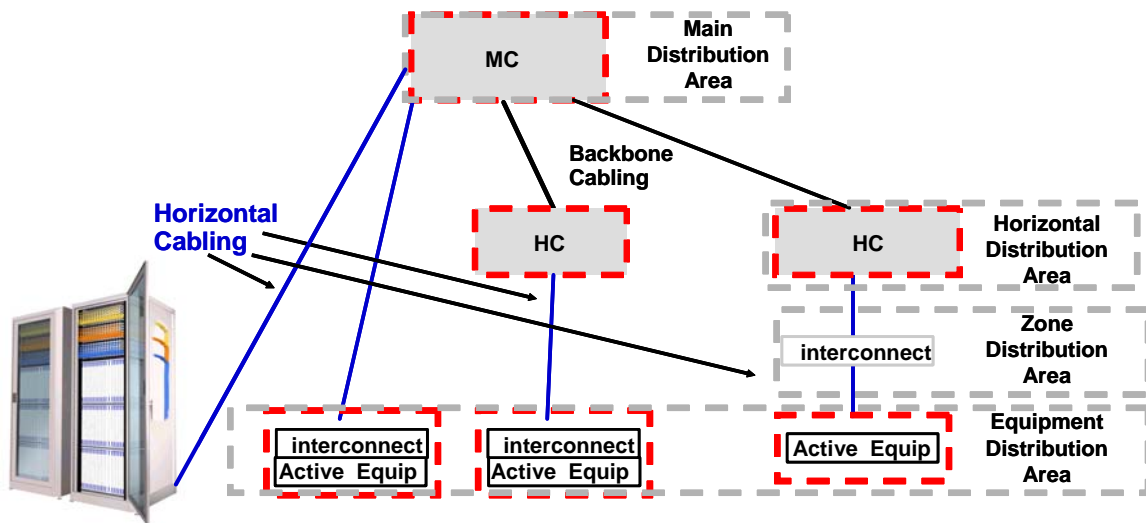 Main
Distribution
Area
MC
Backbone
Cabling
Horizontal
Cabling
HC
HC
Horizontal
Distribution
Area
interconnect
Zone
Distribution
Area
interconnect
Active Equip
interconnect
Active Equip
Active Equip
Equipment
Distribution
Area